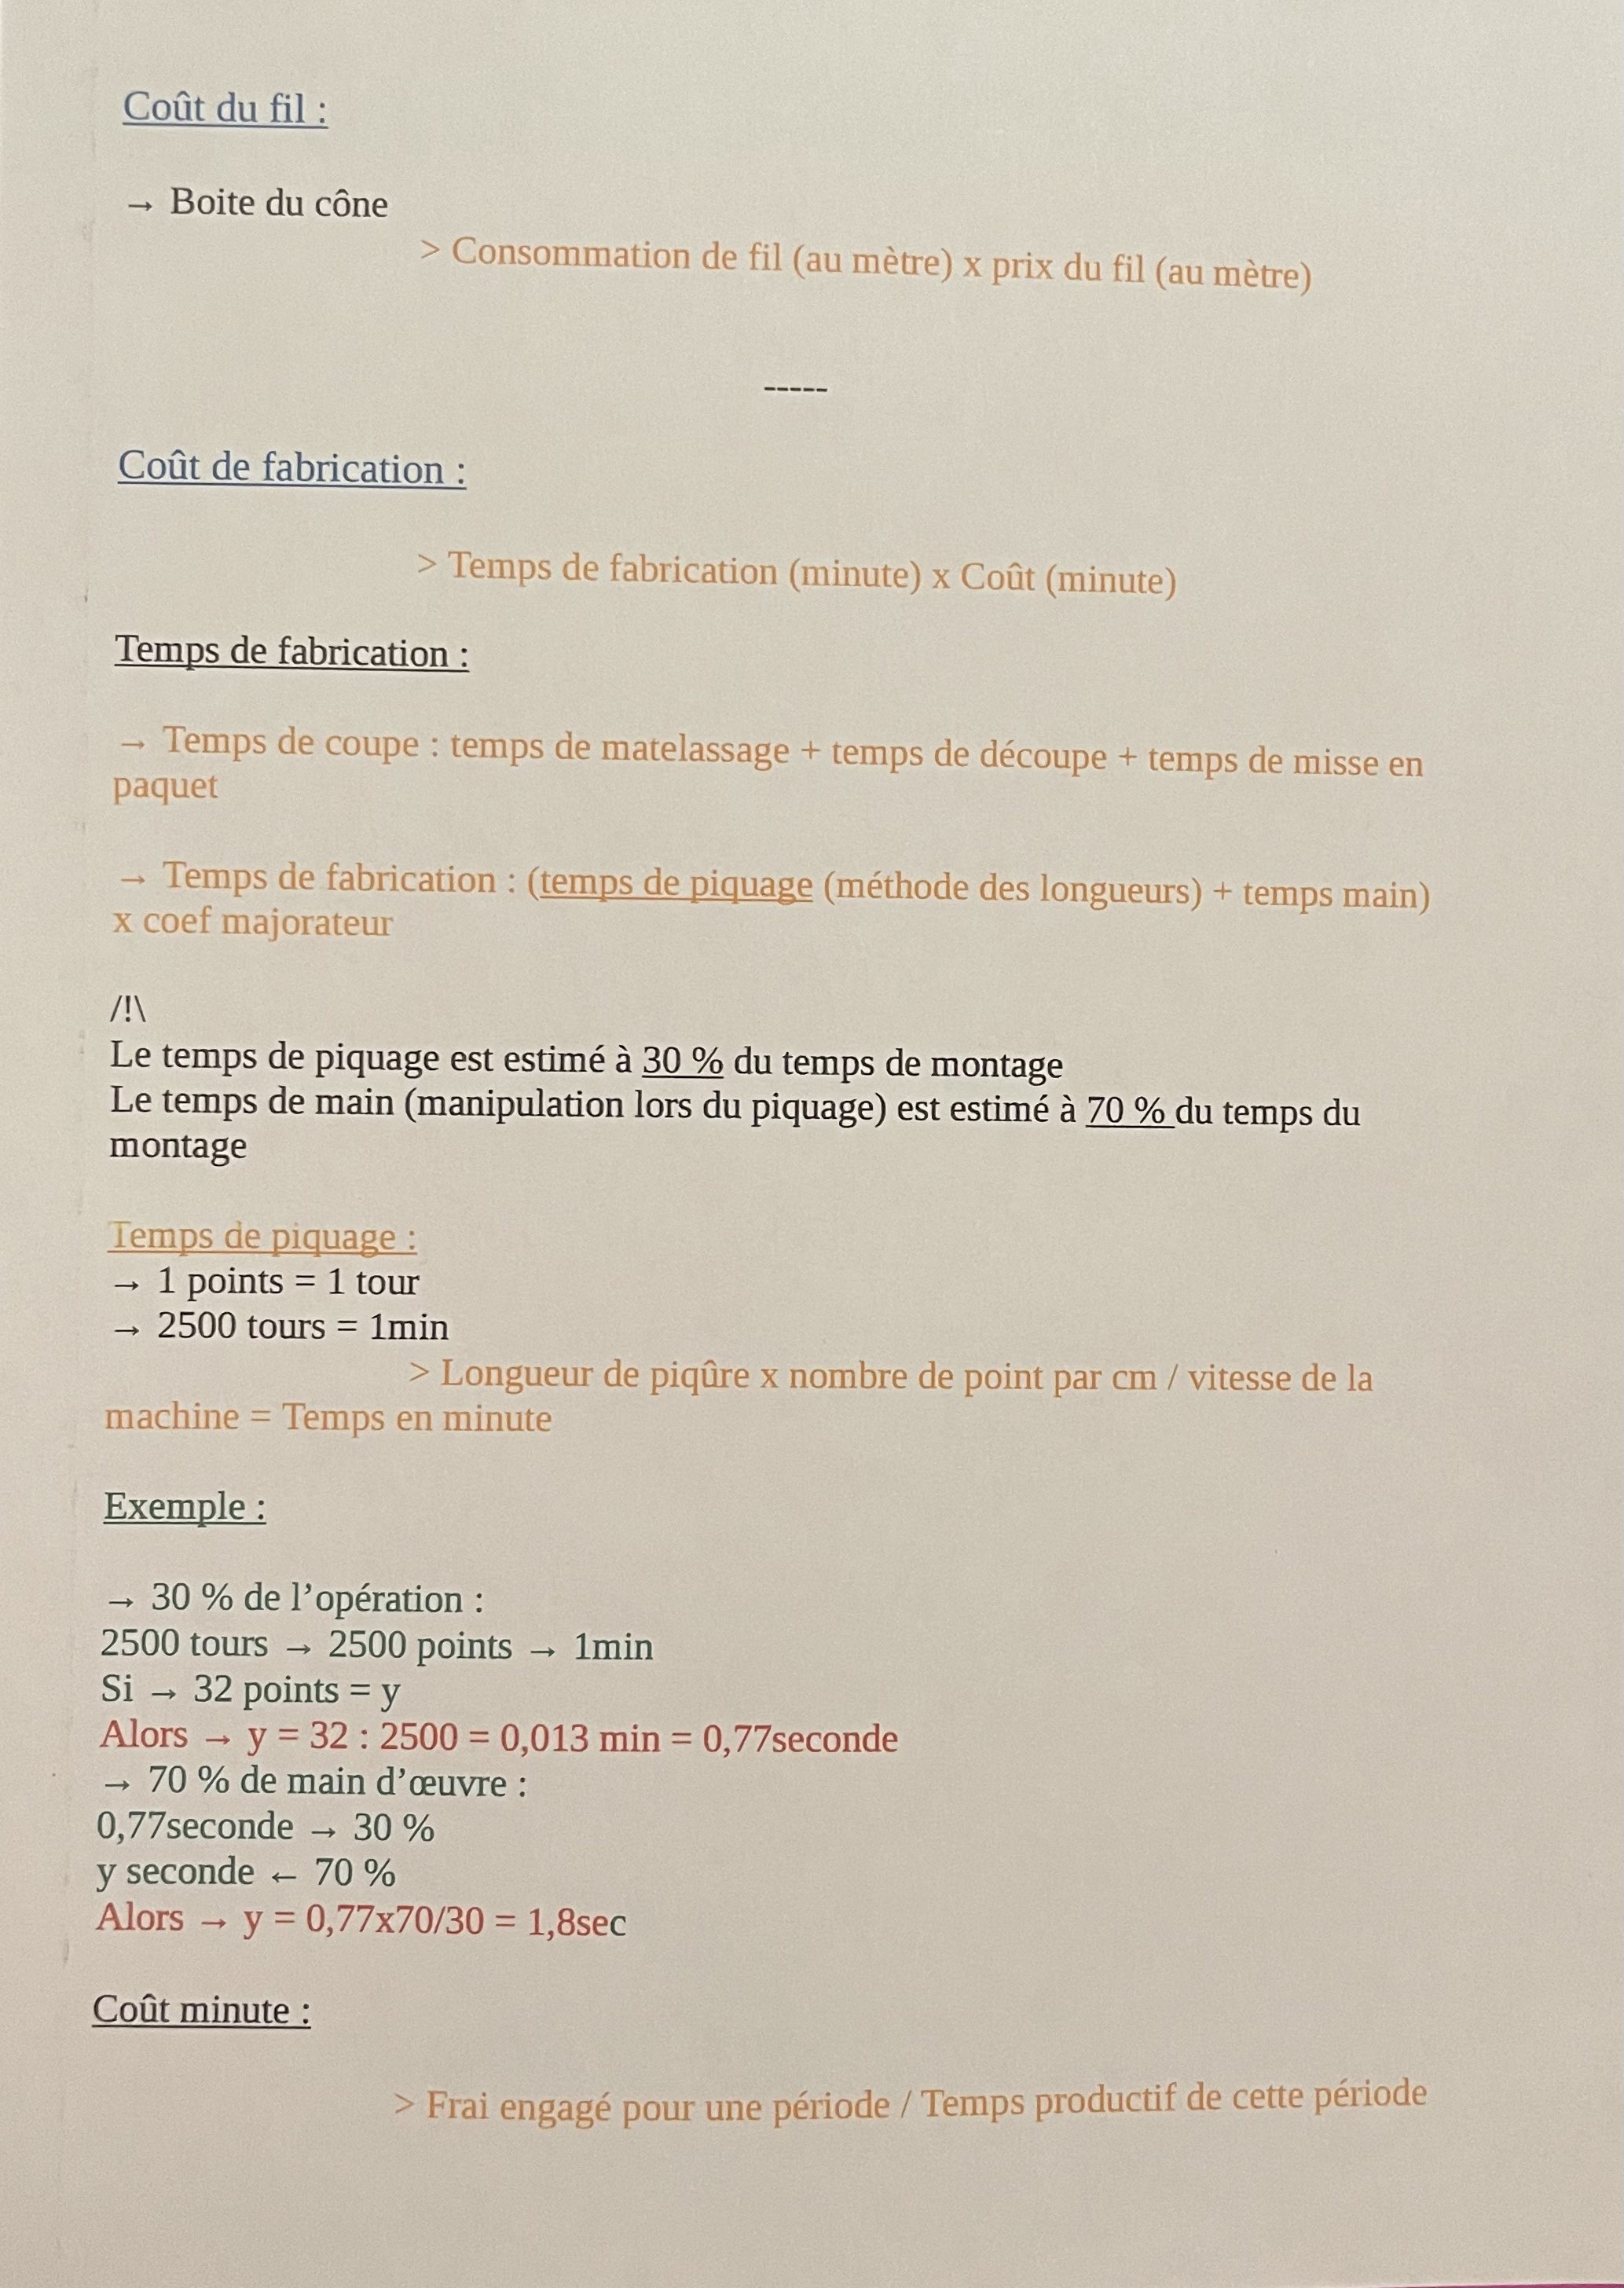 Coût du fil :
→ Boite du cône
> Consommation de fil (au mètre) x prix du fil (au mètre)
-----
Coût de fabrication :
> Temps de fabrication (minute) x Coût (minute)
Temps de fabrication :
→ Temps de coupe : temps de matelassage + temps de découpe + temps de misse en
paquet
→ Temps de fabrication : (temps de piquage (méthode des longueurs) + temps main)
x coef majorateur
/!\
Le temps de piquage est estimé à 30 % du temps de montage
Le temps de main (manipulation lors du piquage) est estimé à 70 % du temps du
montage
Temps de piquage :
→ 1 points = 1 tour
→ 2500 tours = 1min
> Longueur de piqûre x nombre de point par cm / vitesse de la
machine = Temps en minute
Exemple :
→ 30 % de l’opération :
2500 tours → 2500 points → 1min
Si → 32 points = y
Alors → y = 32 : 2500 = 0,013 min = 0,77seconde
→ 70 % de main d’œuvre :
0,77seconde → 30 %
y seconde ← 70 %
Alors → y = 0,77x70/30 = 1,8sec
Coût minute :
> Frai engagé pour une période / Temps productif de cette période